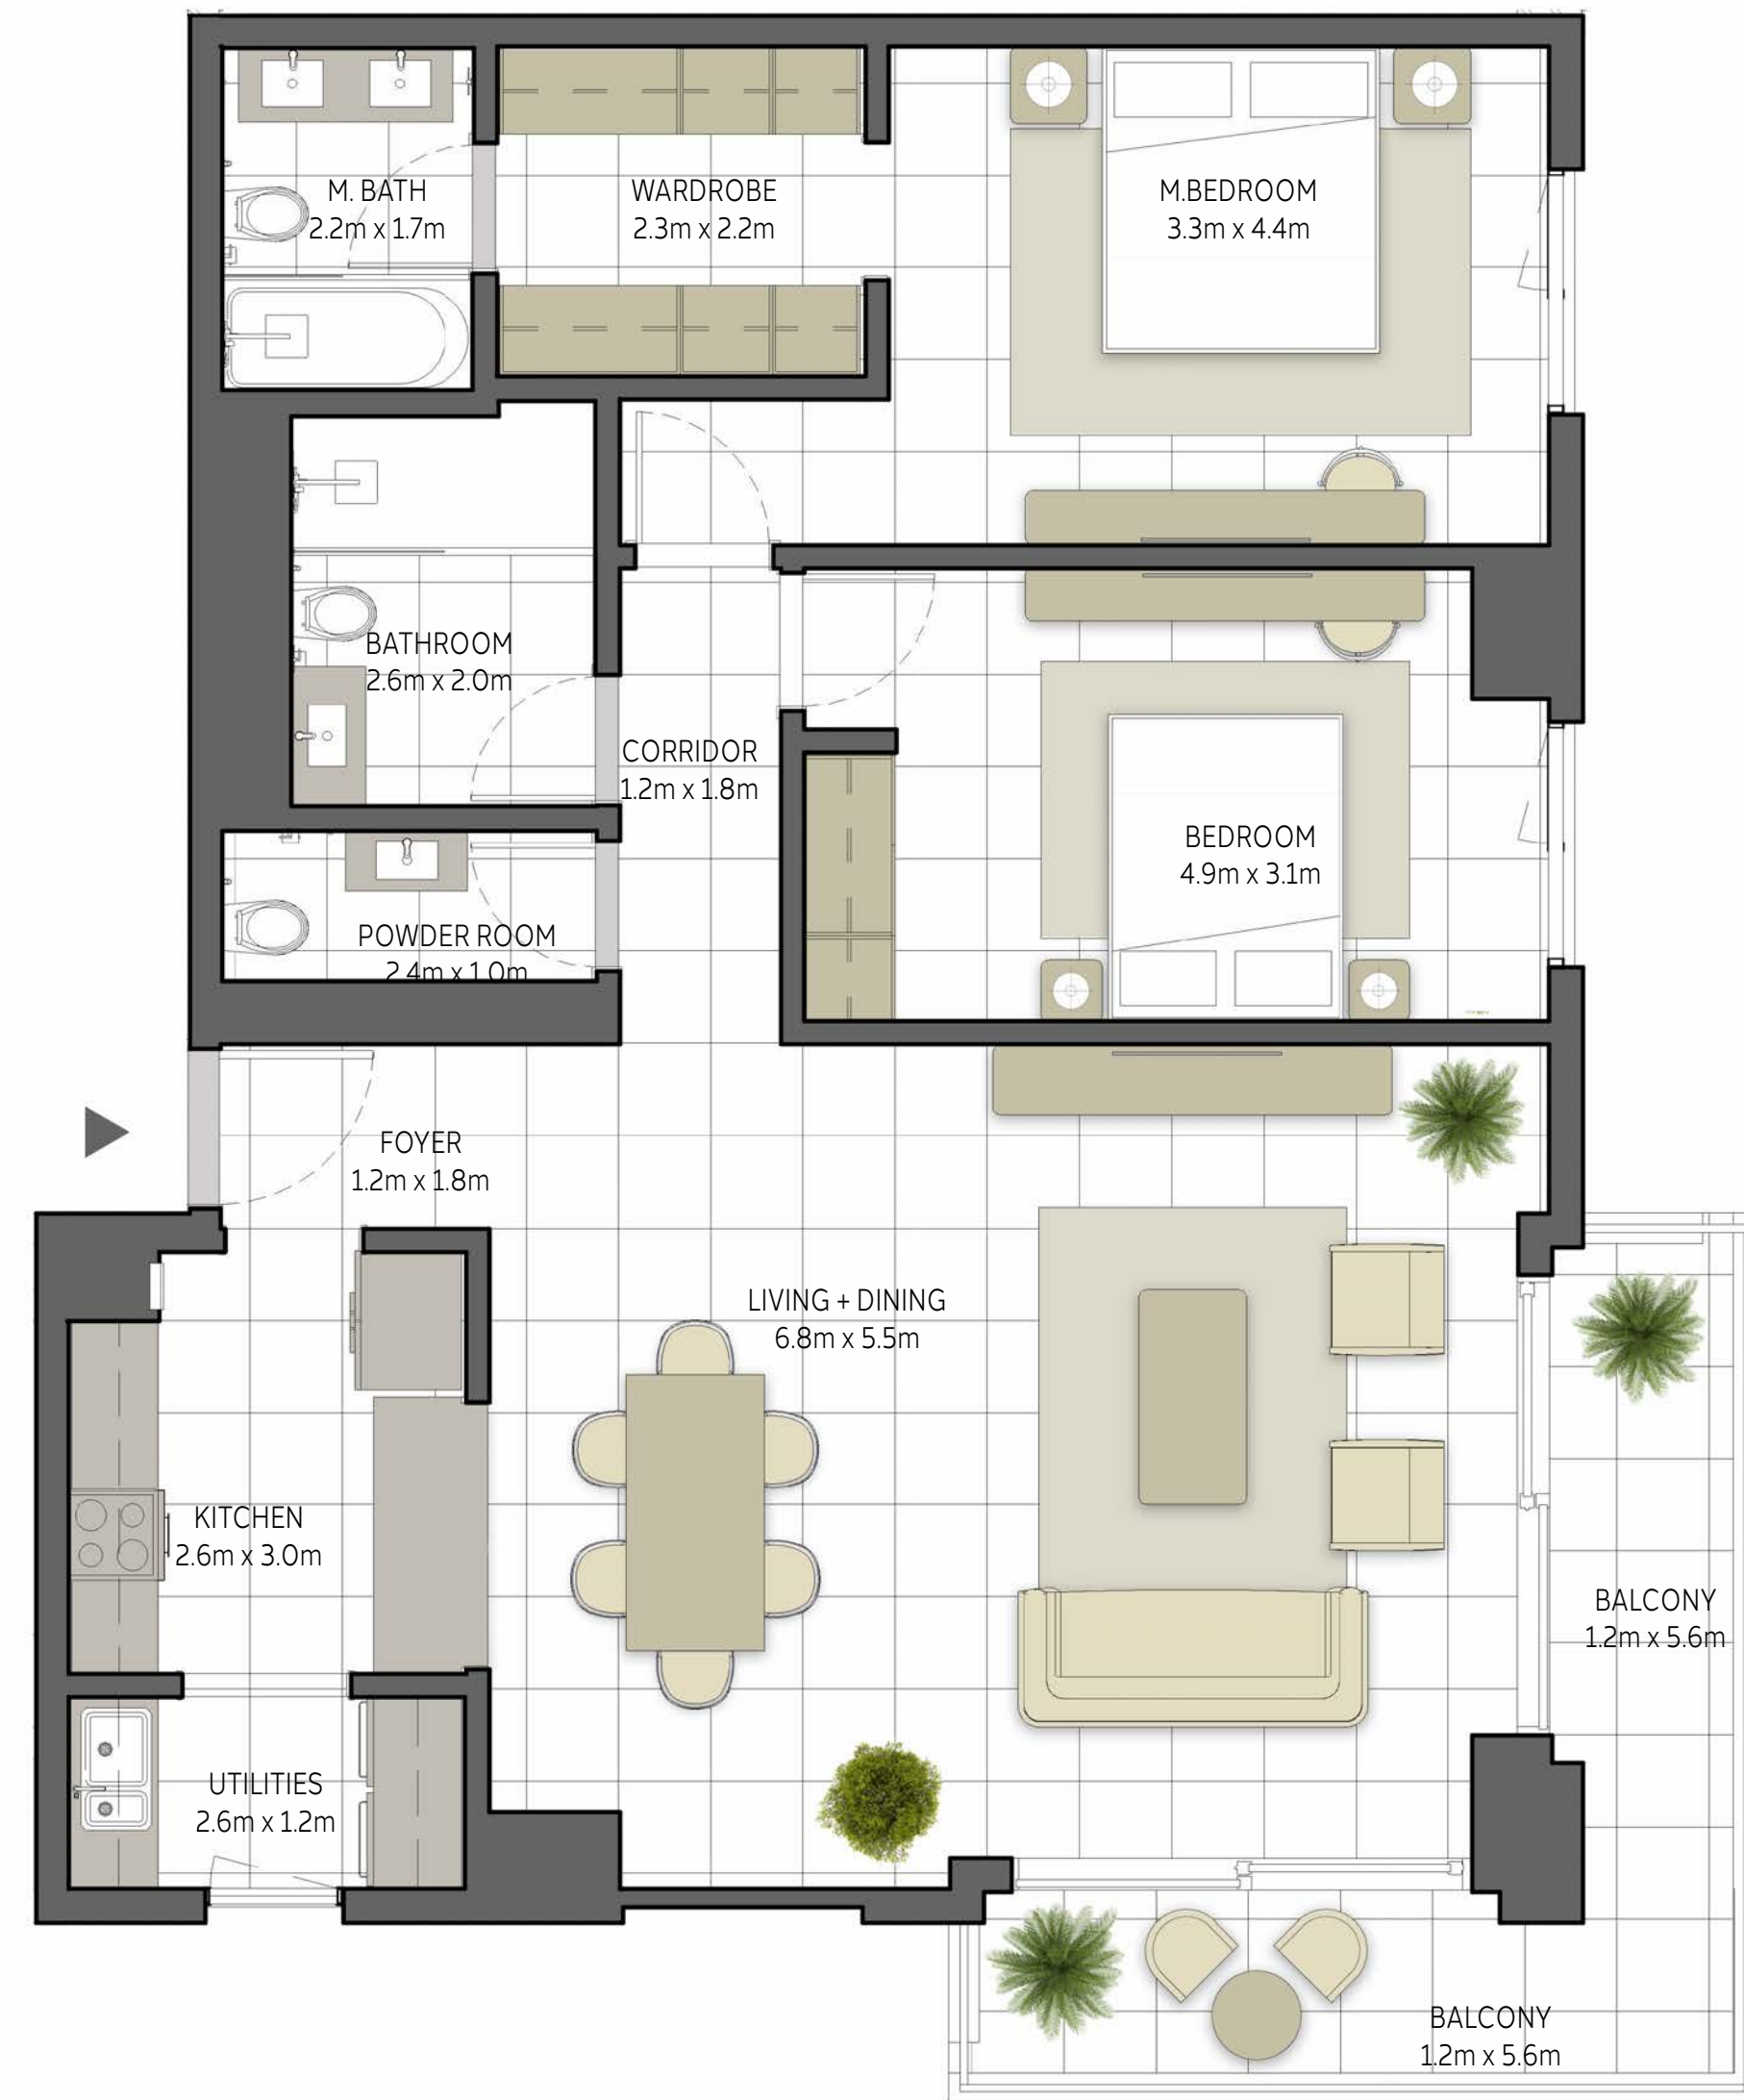 M. BATH
2.2m x 1.7m
WARDROBE
2.3m x 2.2m
M.BEDROOM
3.3m x 4.4m
BATHROOM
2.6m x 2.0m
CORRIDOR
1.2m x 1.8m
BEDROOM
4.9m x 3.1m
POWDER ROOM
2.4m x 1.0m
FOYER
1.2m x 1.8m
LIVING + DINING
6.8m x 5.5m
KITCHEN
2.6m x 3.0m
BALCONY
1.2m x 5.6m
UTILITIES
2.6m x 1.2m
BALCONY
1.2m x 5.6m